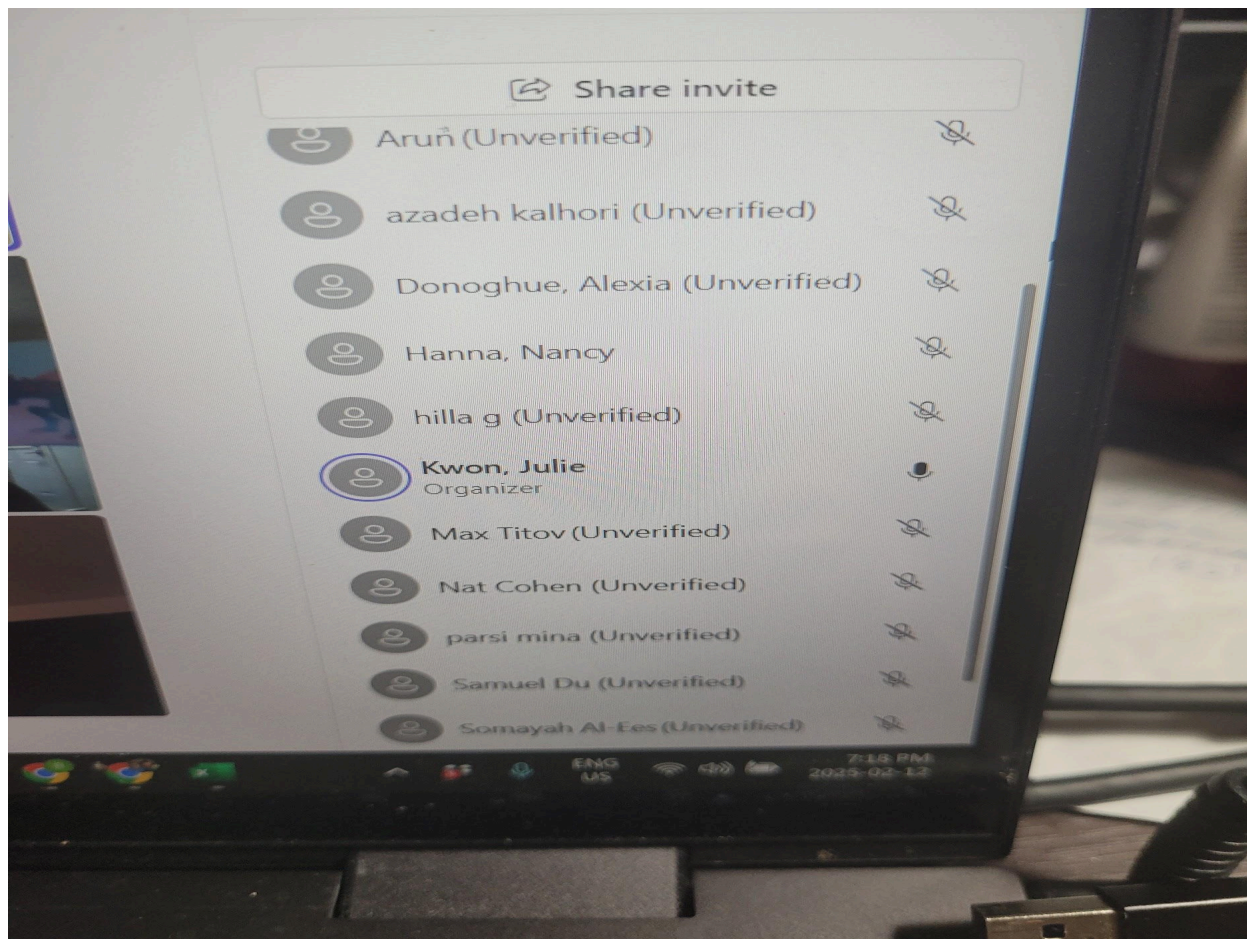 Share invite
Arun (Unverified)
azadeh kalhori (Unverified)
Donoghue, Alexia (Unverified)
Hanna, Nancy
hilla g (Unverified)
Kwon, Julie
Organizer
Max Titov (Unverified)
Nat Cohen (Unverified)
parsi mina (Unverified)
Samuel Du (Unverified)
Somayah Al-Ees (Unverified)
ENG
US
7:18 PM
2025-02-12